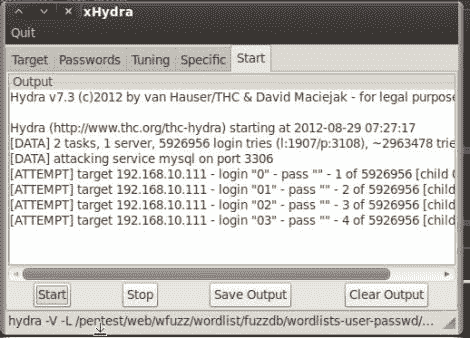 xHydra
Quit
Target Passwords Tuning Specific Start
Output
Hydra v7.3 (c)2012 by van Hauser/THC & David Maciejak - for legal purpose
Hydra (http://www.thc.org/thc-hydra) starting at 2012-08-29 07:27:17
[DATA] 2 tasks, 1 server, 5926956 login tries (l:1907/p:3108), ~2963478 trie
[DATA] attacking service mysql on port 3306
[ATTEMPT] target 192.168.10.111 - login "0" - pass "" - 1 of 5926956 [child 0
[ATTEMPT] target 192.168.10.111 - login "01" - pass "" - 2 of 5926956 [child
[ATTEMPT] target 192.168.10.111 - login "02" - pass "" - 3 of 5926956 [child
[ATTEMPT] target 192.168.10.111 - login "03" - pass "" - 4 of 5926956 [child
Start Stop Save Output Clear Output
hydra -V -L /pentest/web/wfuzz/wordlist/fuzzdb/wordlists-user-passwd/...